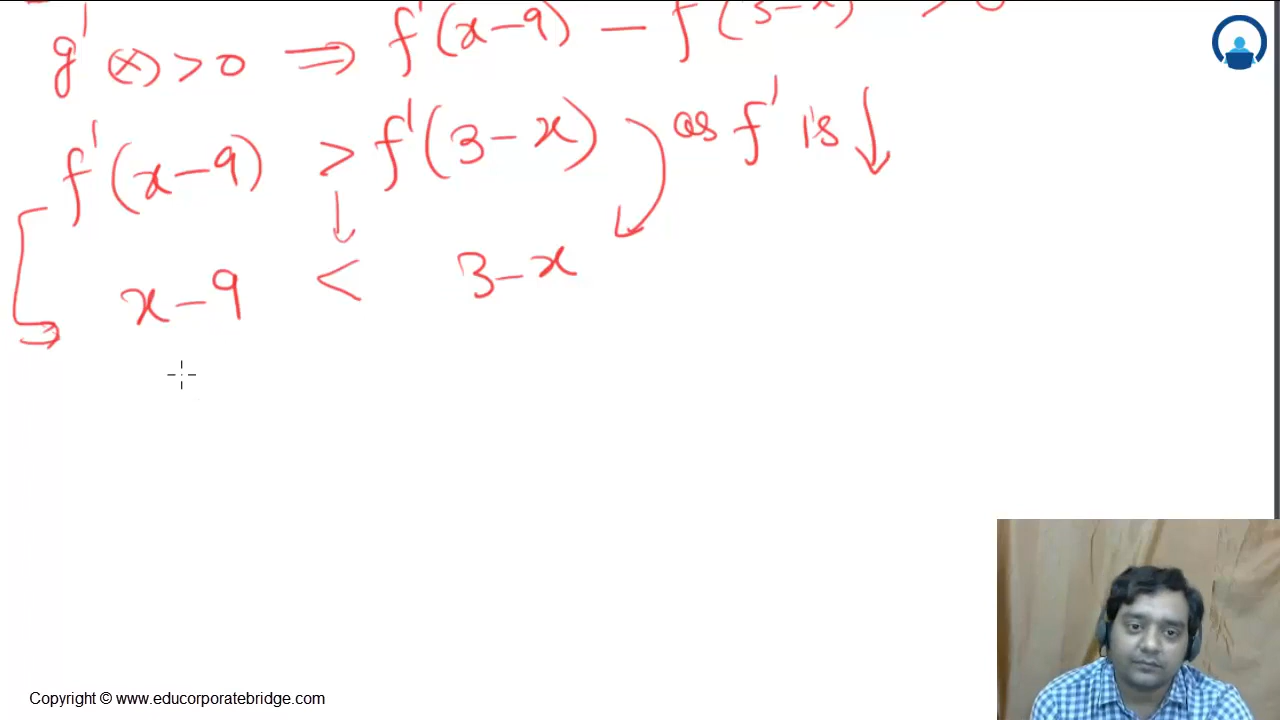 g'(x) > 0 ⟹ f'(x-9) - f'(3-x) > 0
f'(x-9) > f'(3-x) as f' is ↓
x-9 < 3-x
Copyright © www.educorporatebridge.com